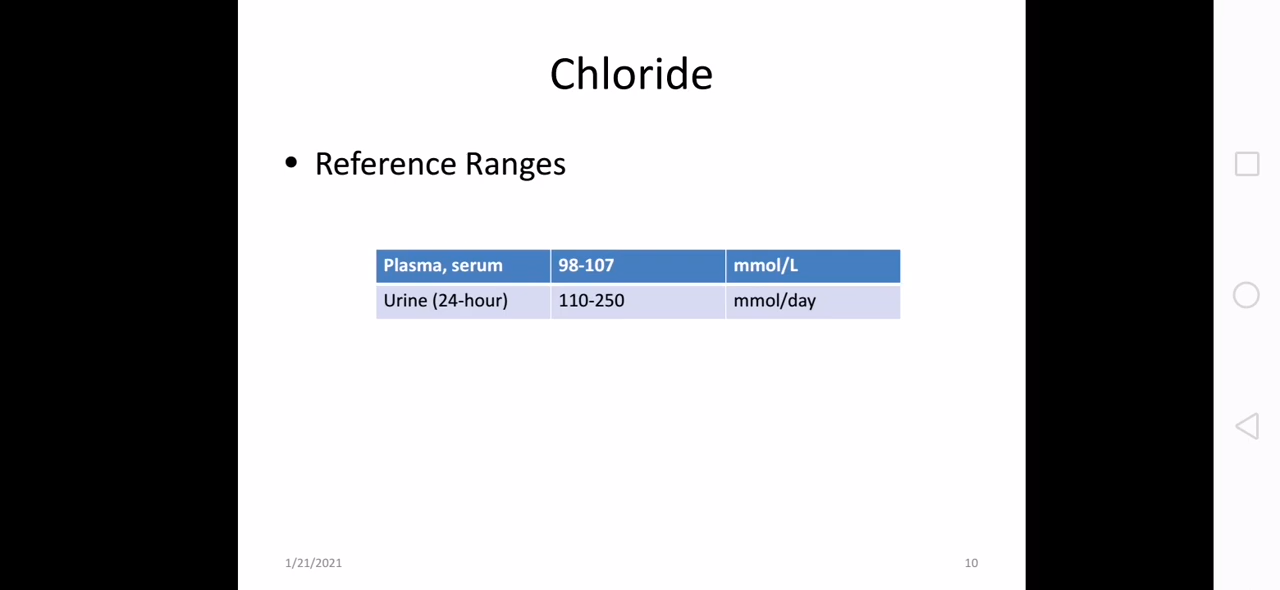 Chloride
• Reference Ranges
Plasma, serum 98-107 mmol/L
Urine (24-hour) 110-250 mmol/day
1/21/2021 10